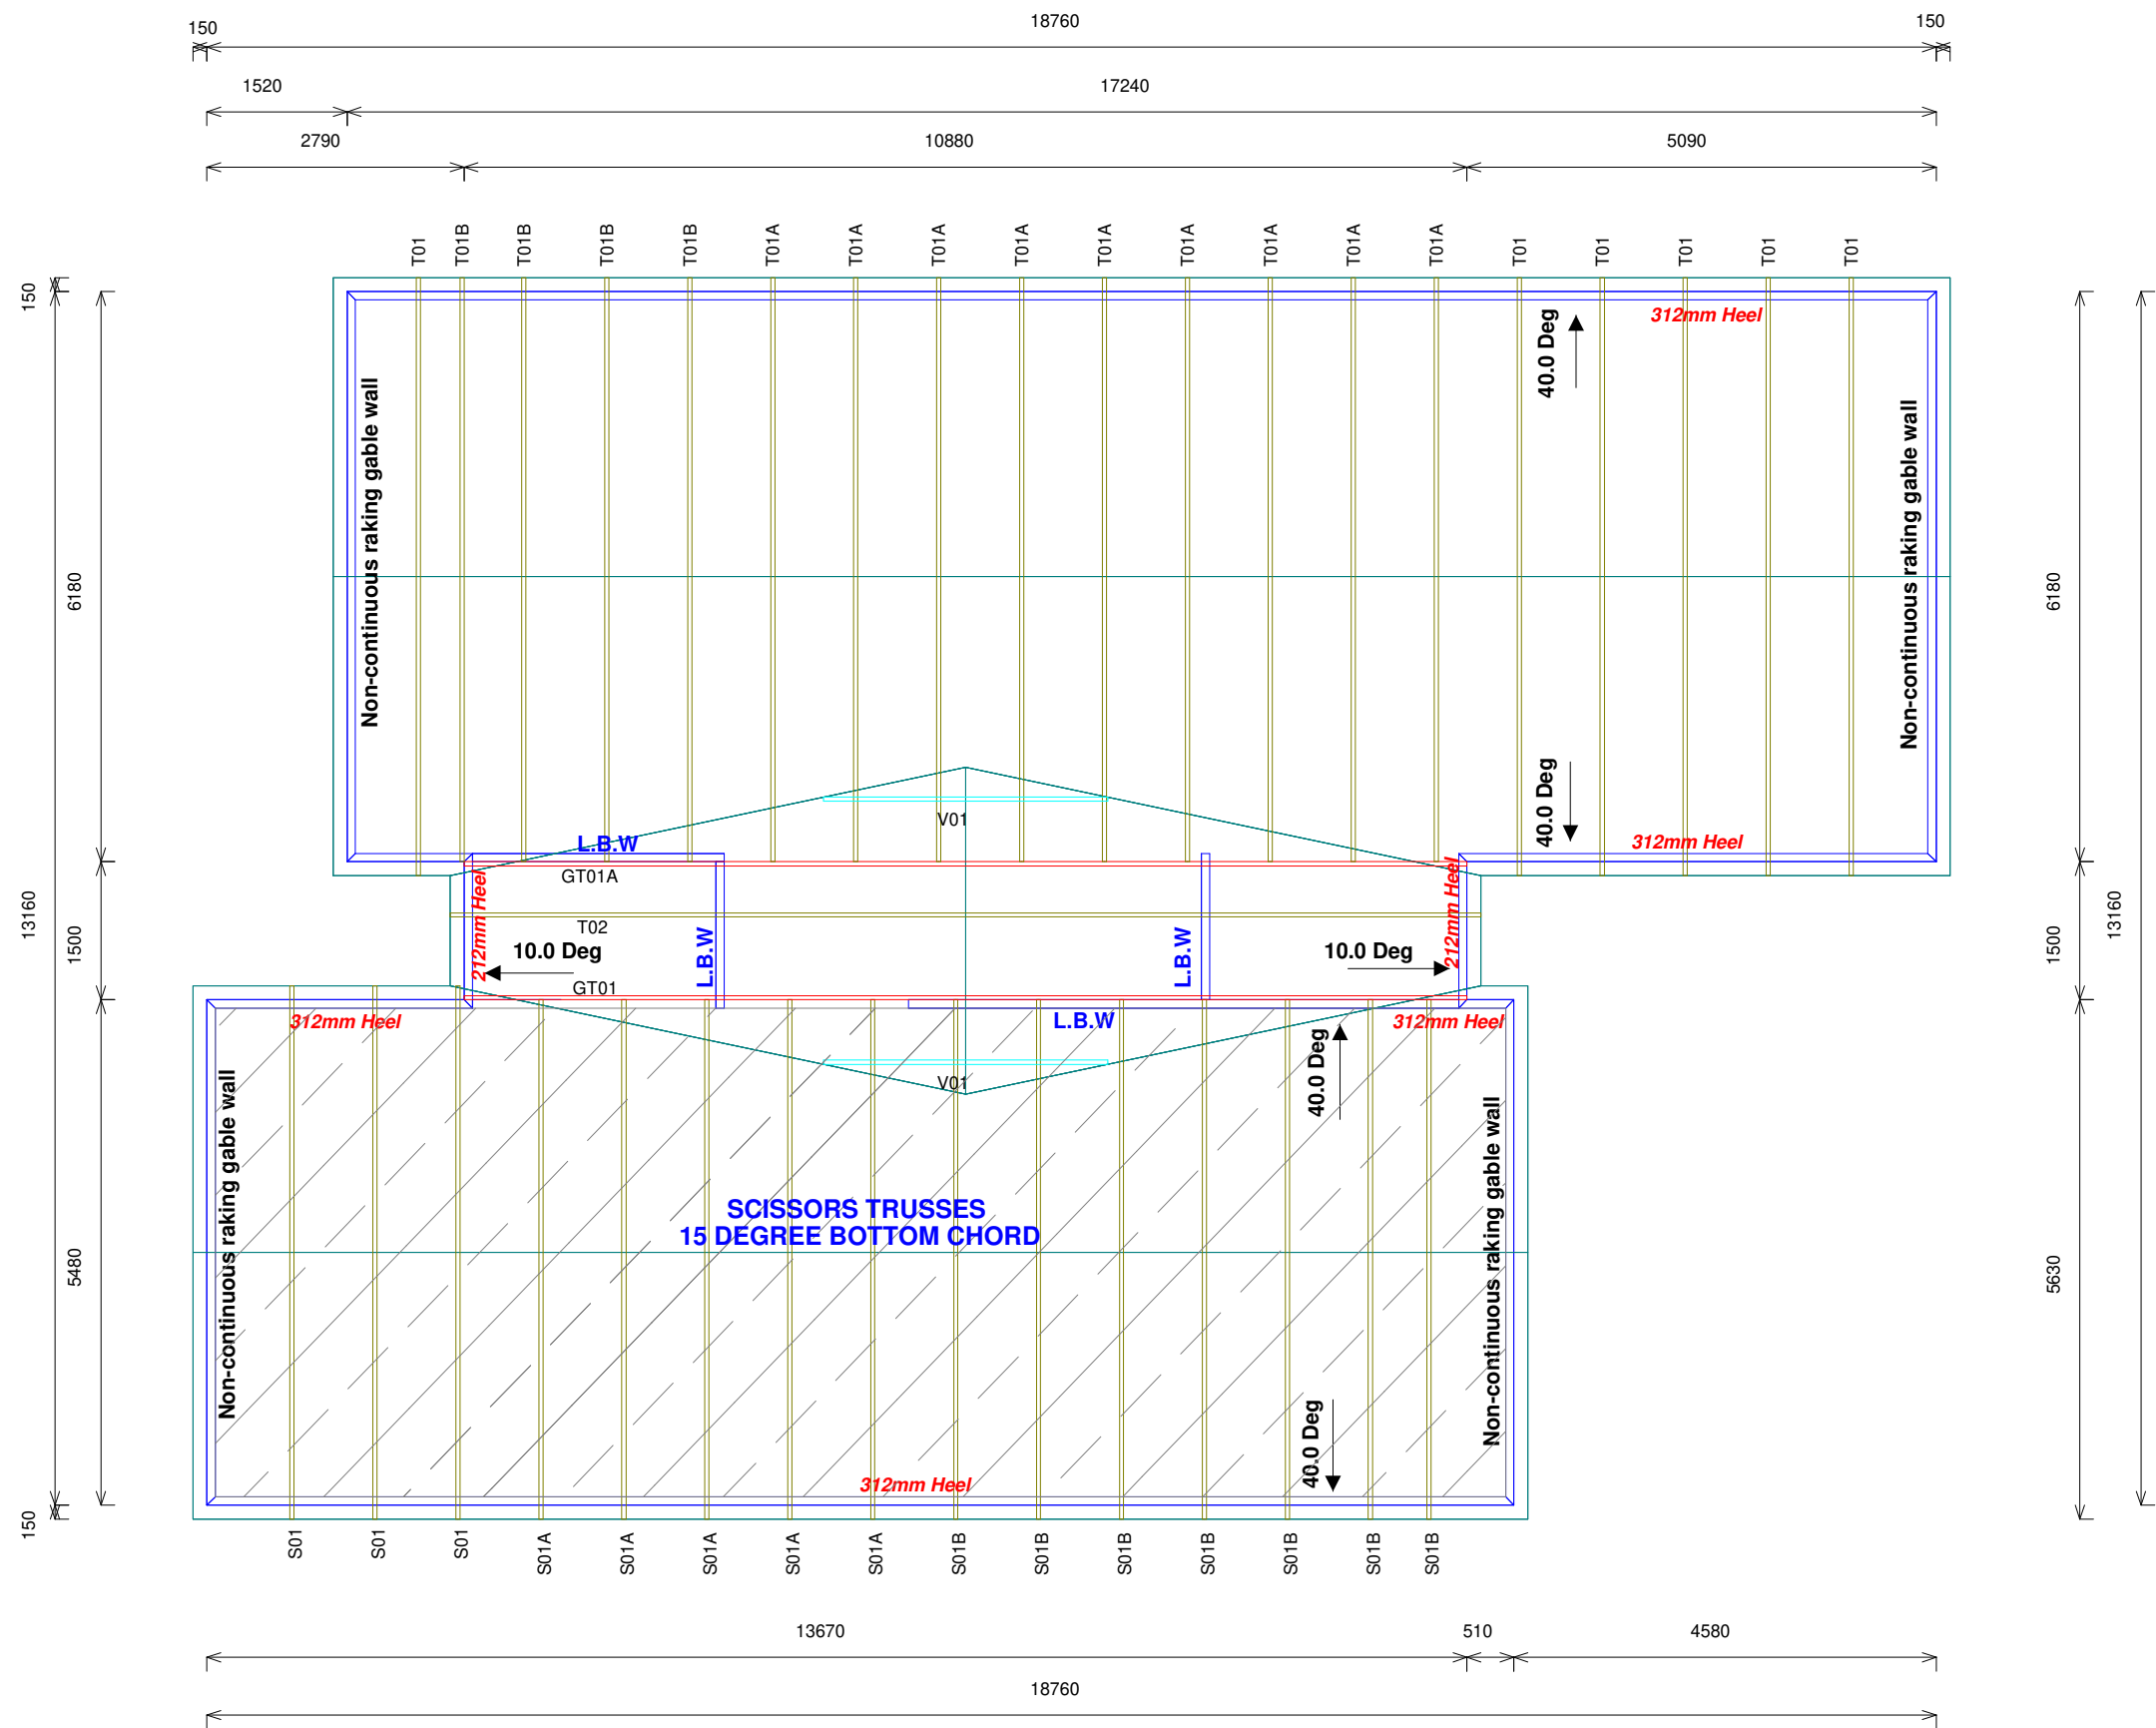 150
18760
150
1520
17240
2790
10880
5090
T01
T01B
T01B
T01B
T01B
T01A
T01A
T01A
T01A
T01A
T01A
T01A
T01A
T01A
T01
T01
T01
T01
T01
150
312mm Heel
40.0 Deg
Non-continuous raking gable wall
Non-continuous raking gable wall
6180
6180
40.0 Deg
V01
L.B.W
312mm Heel
GT01A
212mm Heel
212mm Heel
13160
1500
T02
10.0 Deg
L.B.W
L.B.W
10.0 Deg
1500
13160
GT01
312mm Heel
L.B.W
312mm Heel
40.0 Deg
V01
Non-continuous raking gable wall
Non-continuous raking gable wall
SCISSORS TRUSSES
15 DEGREE BOTTOM CHORD
5480
5630
40.0 Deg
312mm Heel
150
S01
S01
S01
S01A
S01A
S01A
S01A
S01A
S01B
S01B
S01B
S01B
S01B
S01B
S01B
13670
510
4580
18760